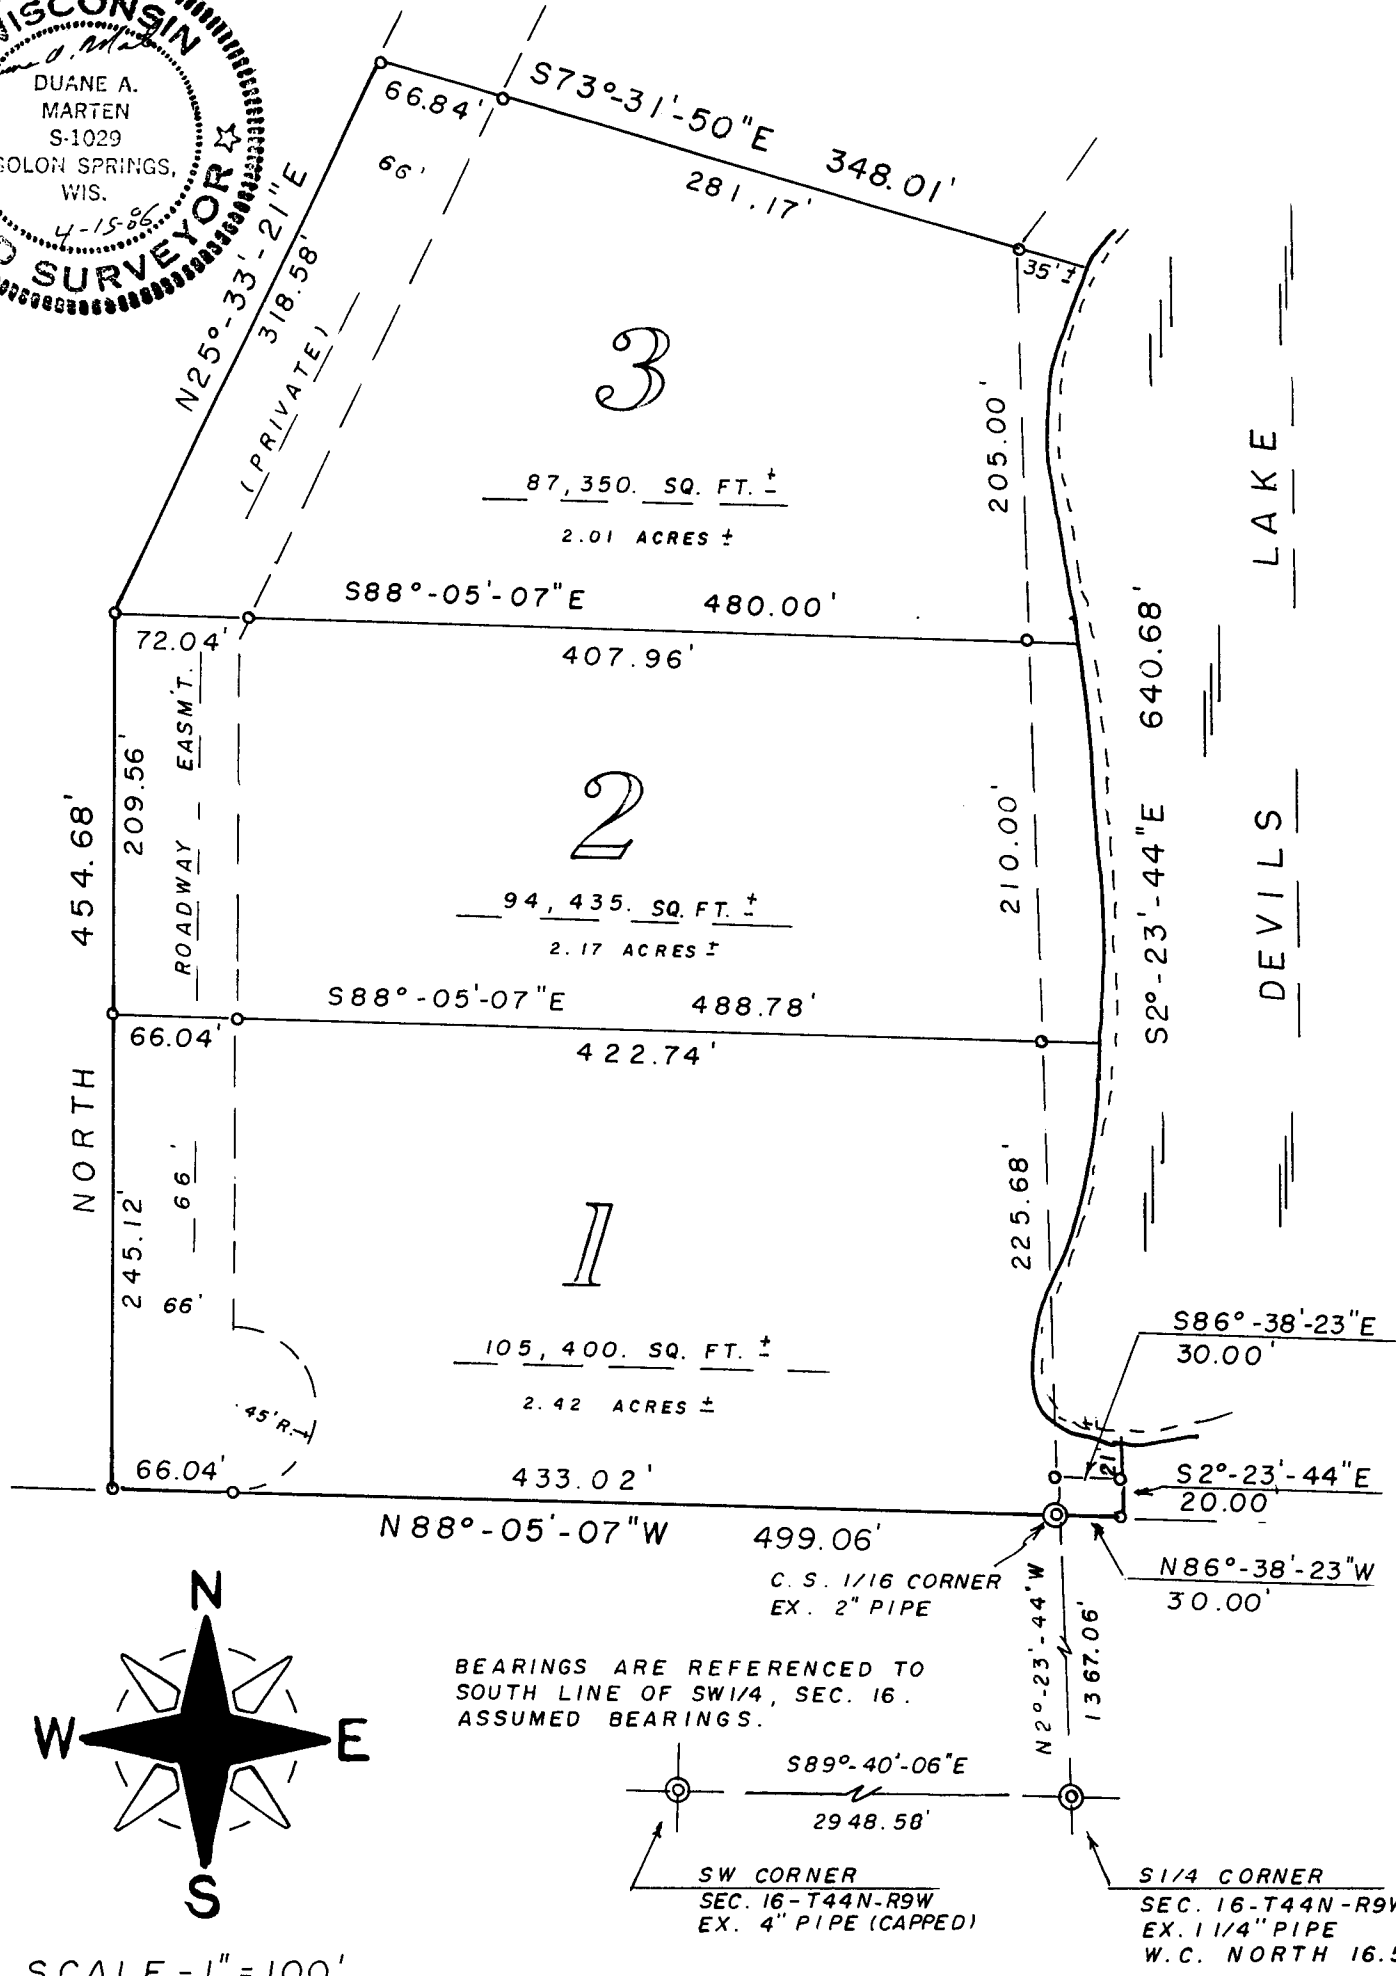 WISCONSIN
DUANE A.
MARTEN
S-1029
SOLON SPRINGS,
WIS.
4-15-86
SURVEYOR
66.84'
S73°-31'-50"E 348.01'
281.17'
66'
35'±
N25°-33'-21"E
318.58'
(PRIVATE)
3
205.00'
87,350. SQ. FT. ±
2.01 ACRES ±
LAKE
S88°-05'-07"E 480.00'
72.04'
407.96'
ROADWAY - EASM'T.
209.56'
454.68'
NORTH
2
210.00'
S2°-23'-44"E 640.68'
DEVILS
94,435. SQ. FT. ±
2.17 ACRES ±
S88°-05'-07"E 488.78'
66.04'
422.74'
66'
245.12'
66'
1
225.68'
105,400. SQ. FT. ±
2.42 ACRES ±
45'R.
S86°-38'-23"E
30.00'
21'±
66.04'
433.02'
S2°-23'-44"E
20.00'
N88°-05'-07"W 499.06'
N86°-38'-23"W
30.00'
C. S. 1/16 CORNER
EX. 2" PIPE
N2°-23'-44"W
1367.06'
N
W
E
S
BEARINGS ARE REFERENCED TO
SOUTH LINE OF SW1/4, SEC. 16.
ASSUMED BEARINGS.
S89°-40'-06"E
2948.58'
SW CORNER
SEC. 16-T44N-R9W
EX. 4" PIPE (CAPPED)
S1/4 CORNER
SEC. 16-T44N-R9W
EX. 1 1/4" PIPE
W.C. NORTH 16.5
SCALE - 1" = 100'